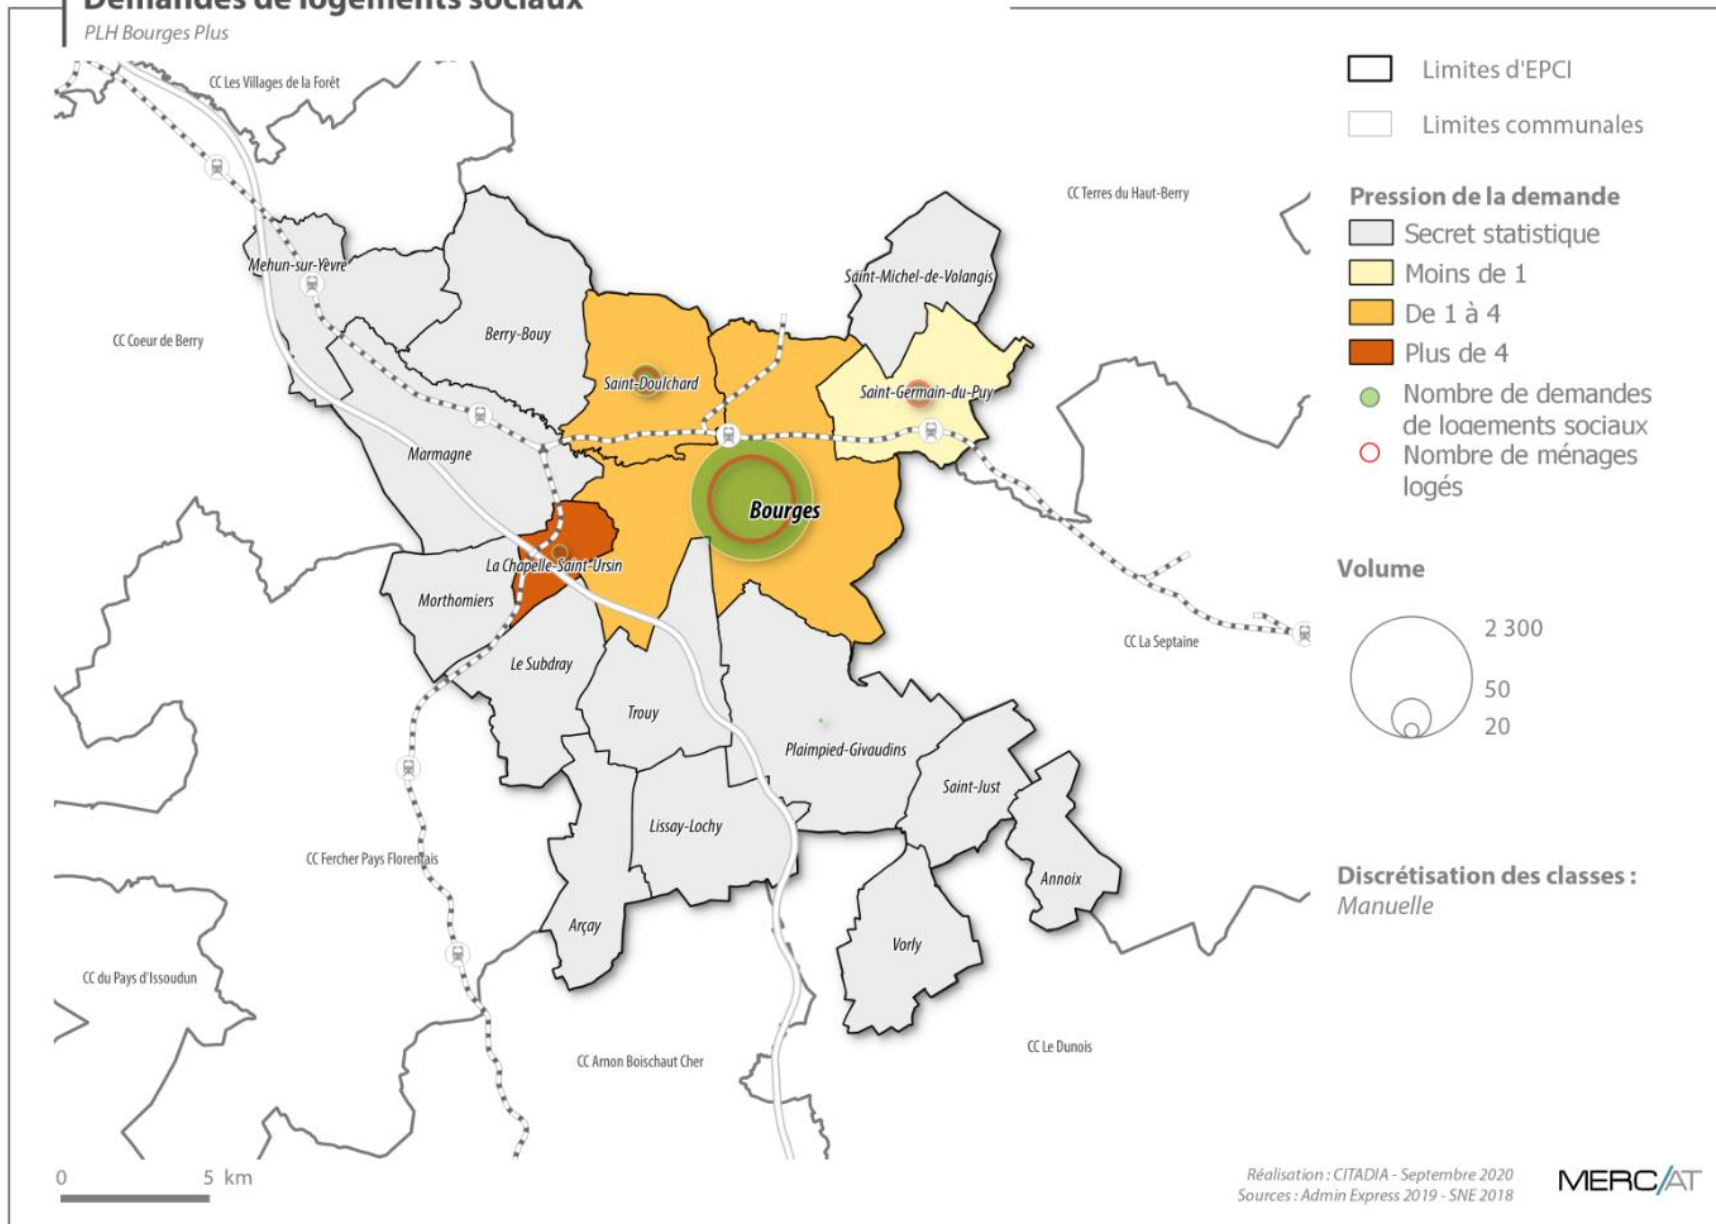 Demandes de logements sociaux
PLH Bourges Plus
CC Les Villages de la Forêt
Limites d'EPCI
Limites communales
CC Terres du Haut-Berry
Pression de la demande
Secret statistique
Moins de 1
De 1 à 4
Plus de 4
Nombre de demandes
de logements sociaux
Nombre de ménages
logés
Mehun-sur-Yèvre
Saint-Michel-de-Volangis
CC Coeur de Berry
Berry-Bouy
Saint-Doulchard
Saint-Germain-du-Puy
Marmagne
Bourges
La Chapelle-Saint-Ursin
Morthomiers
Volume
2 300
50
20
CC La Septaine
Le Subdray
Trouy
Plaimpied-Givaudins
Saint-Just
Lissay-Lochy
CC Fercher Pays Florentais
Annoix
Discrétisation des classes :
Manuelle
Arçay
Vorly
CC du Pays d'Issoudun
CC Le Dunois
CC Arnon Boischaut Cher
0 5 km
Réalisation : CITADIA - Septembre 2020
Sources : Admin Express 2019 - SNE 2018
MERC/AT